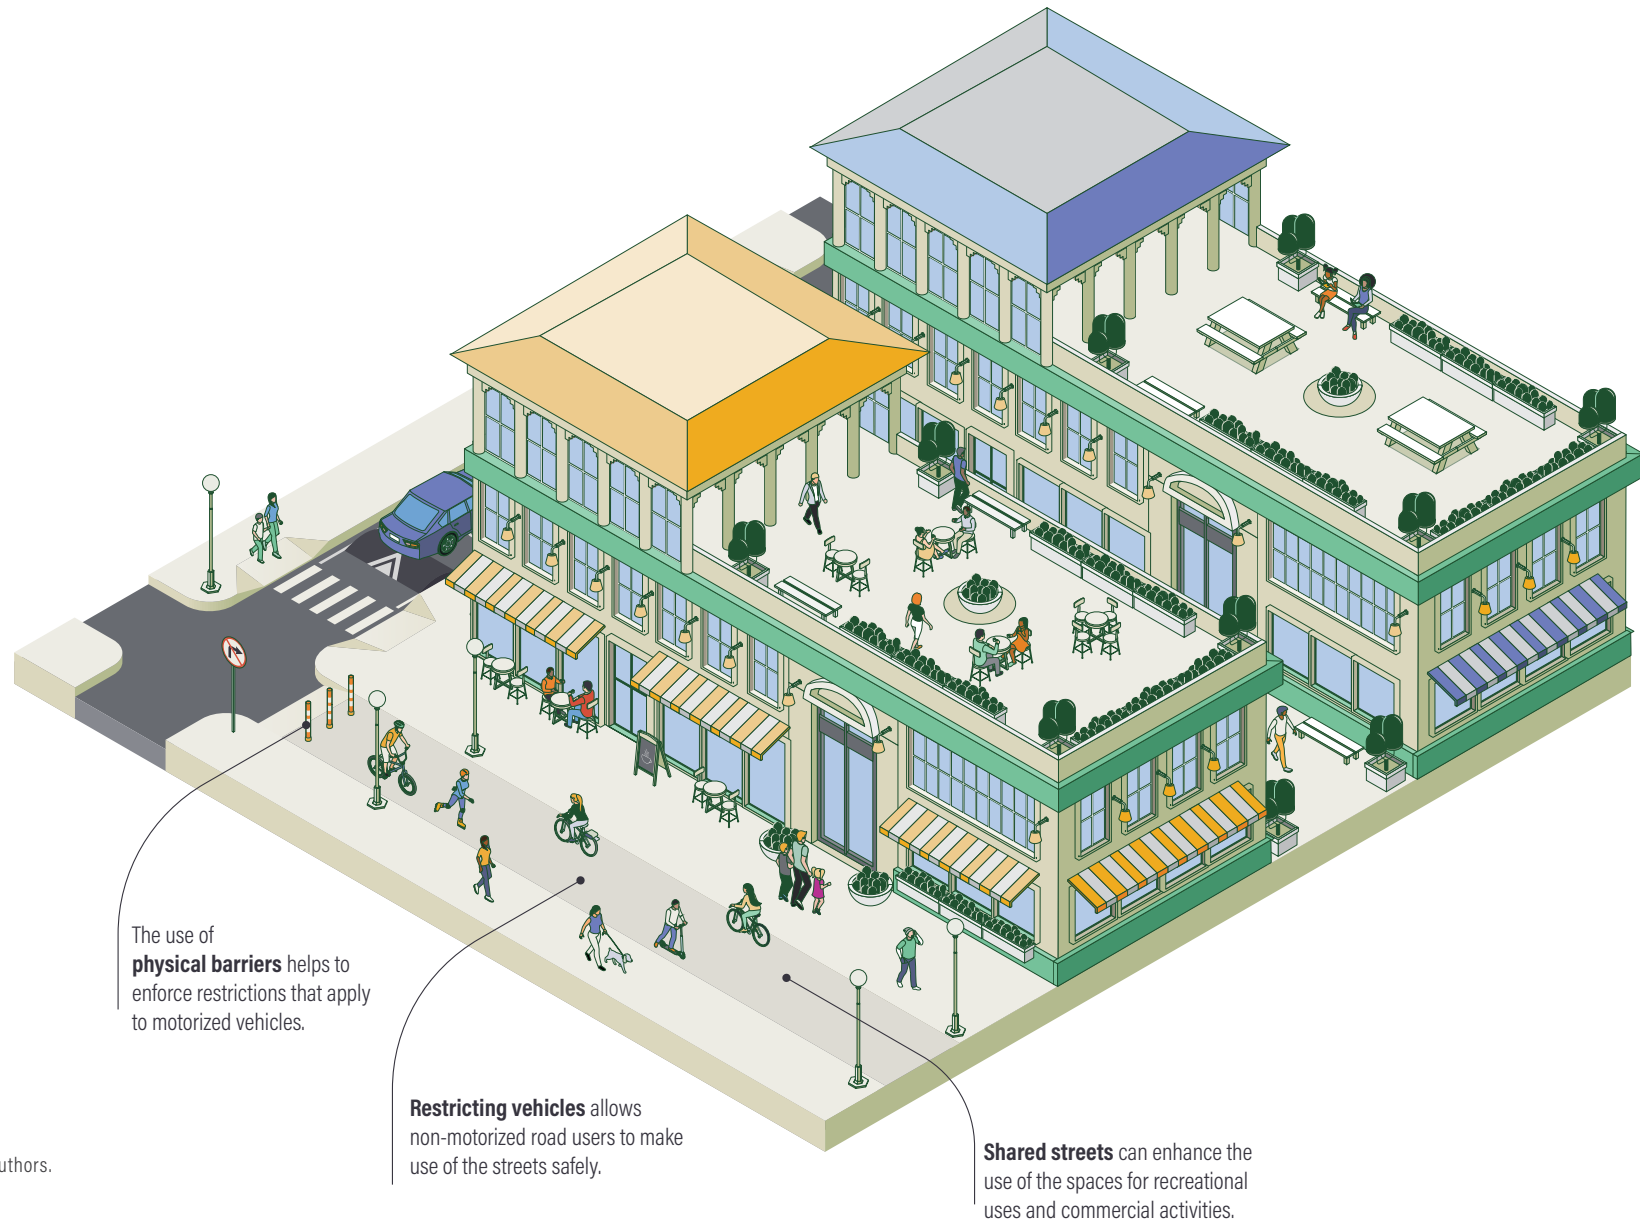 The use of
physical barriers helps to
enforce restrictions that apply
to motorized vehicles.
Restricting vehicles allows
non-motorized road users to make
use of the streets safely.
Shared streets can enhance the
use of the spaces for recreational
uses and commercial activities.
uthors.